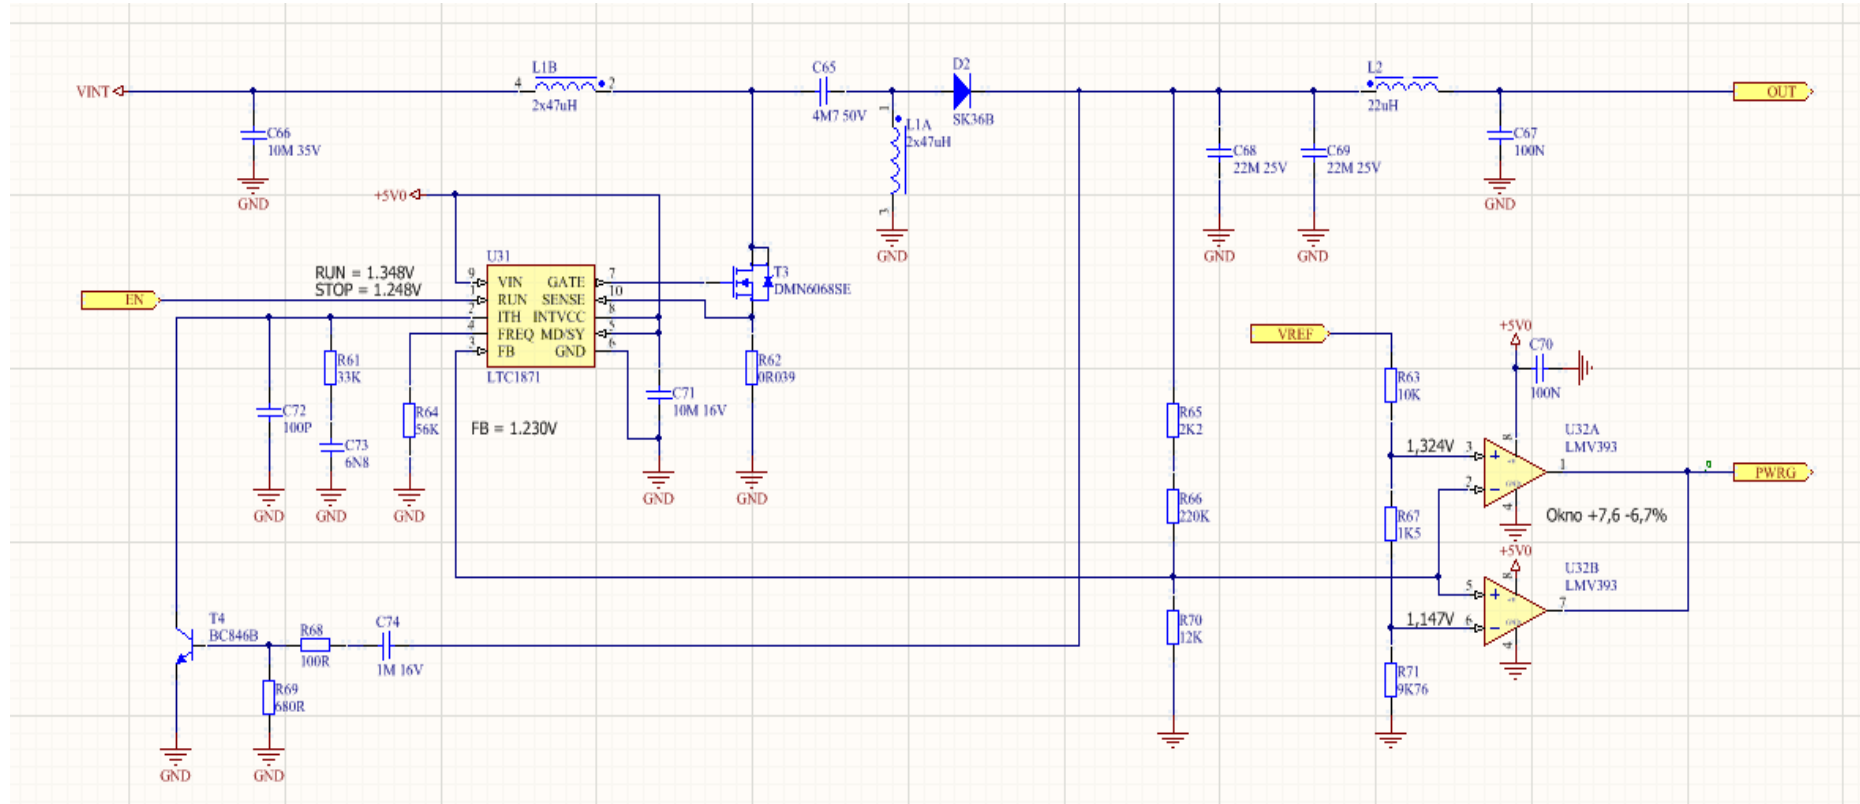 VINT
C66
10M 35V
GND
4
L1B
2
2x47uH
C65
4M7 50V
D2
SK36B
1
L1A
2x47uH
3
GND
C68
22M 25V
GND
C69
22M 25V
GND
L2
22uH
C67
100N
GND
OUT
+5V0
RUN = 1.348V
STOP = 1.248V
EN
U31
9 VIN GATE 7
1 RUN SENSE 10
2 ITH INTVCC 8
4 FREQ MD/SY 5
3 FB GND 6
LTC1871
FB = 1.230V
T3
DMN6068SE
R62
0R039
GND
C71
10M 16V
GND
R61
33K
C72
100P
GND
C73
6N8
GND
R64
56K
GND
T4
BC846B
GND
R68
100R
C74
1M 16V
R69
680R
GND
R65
2K2
R66
220K
R70
12K
VREF
R63
10K
1,324V
R67
1K5
1,147V
R71
9K76
+5V0
C70
100N
U32A
LMV393
3
2
8
4
1
PWRG
Okno +7,6 -6,7%
+5V0
U32B
LMV393
5
6
8
4
7